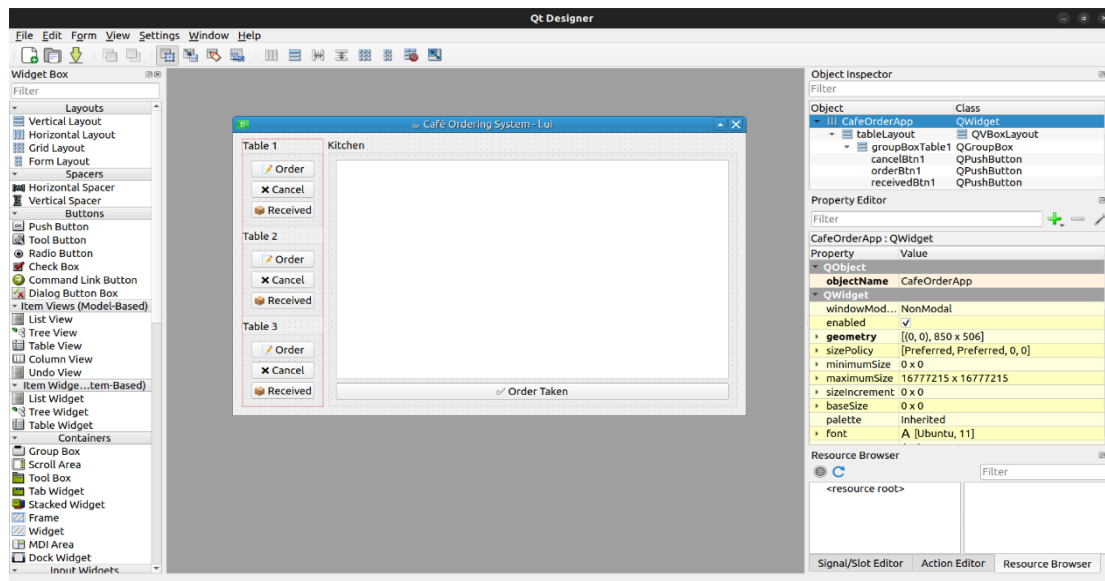 Qt Designer
File Edit Form View Settings Window Help
Widget Box
Filter
Layouts
Vertical Layout
Horizontal Layout
Grid Layout
Form Layout
Spacers
Horizontal Spacer
Vertical Spacer
Buttons
Push Button
Tool Button
Radio Button
Check Box
Command Link Button
Dialog Button Box
Item Views (Model-Based)
List View
Tree View
Table View
Column View
Undo View
Item Widge...tem-Based)
List Widget
Tree Widget
Table Widget
Containers
Group Box
Scroll Area
Tool Box
Tab Widget
Stacked Widget
Frame
Widget
MDI Area
Dock Widget
Input Widgets
Café Ordering System - l.ui
Table 1
Order
Cancel
Received
Table 2
Order
Cancel
Received
Table 3
Order
Cancel
Received
Kitchen
Order Taken
Object Inspector
Filter
Object Class
CafeOrderApp QWidget
tableLayout QVBoxLayout
groupBoxTable1 QGroupBox
cancelBtn1 QPushButton
orderBtn1 QPushButton
receivedBtn1 QPushButton
Property Editor
Filter
CafeOrderApp : QWidget
Property Value
QObject
objectName CafeOrderApp
QWidget
windowMod... NonModal
enabled
geometry [(0, 0), 850 x 506]
sizePolicy [Preferred, Preferred, 0, 0]
minimumSize 0 x 0
maximumSize 16777215 x 16777215
sizeIncrement 0 x 0
baseSize 0 x 0
palette Inherited
font A [Ubuntu, 11]
Resource Browser
Filter
<resource root>
Signal/Slot Editor Action Editor Resource Browser